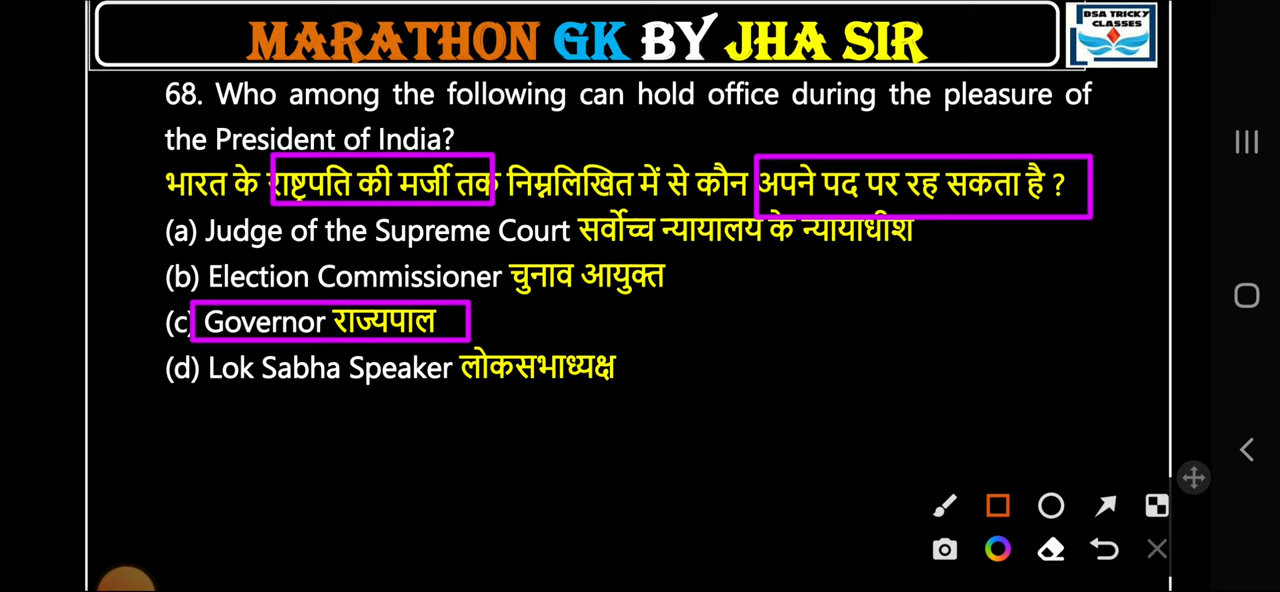 MARATHON GK BY JHA SIR
BSA TRICKY
CLASSES
68. Who among the following can hold office during the pleasure of
the President of India?
भारत के राष्ट्रपति की मर्जी तक निम्नलिखित में से कौन अपने पद पर रह सकता है ?
(a) Judge of the Supreme Court सर्वोच्च न्यायालय के न्यायाधीश
(b) Election Commissioner चुनाव आयुक्त
(c) Governor राज्यपाल
(d) Lok Sabha Speaker लोकसभाध्यक्ष